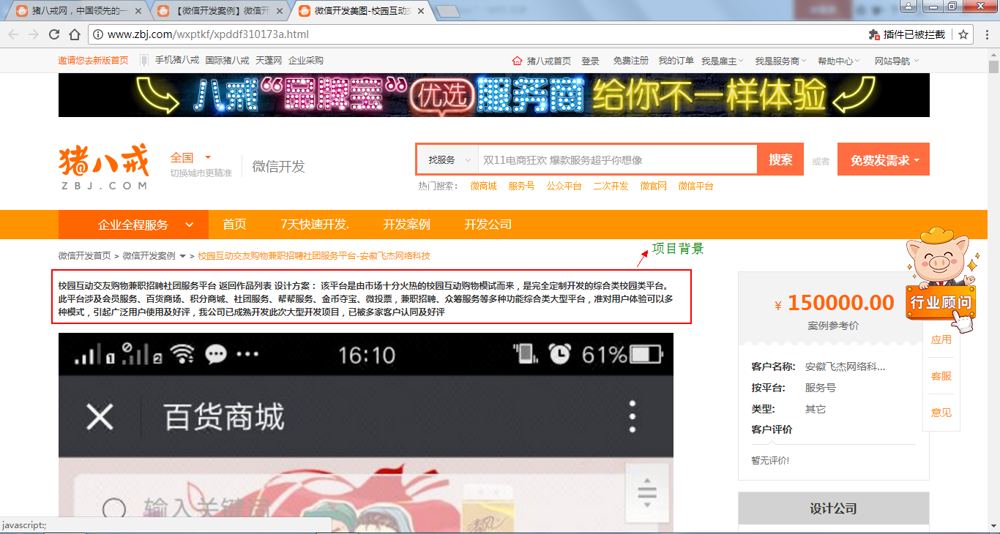 猪八戒网，中国领先的一
【微信开发案例】微信开
微信开发美图-校园互动交
www.zbj.com/wxptkf/xpddf310173a.html
插件已被拦截
邀请您去新版首页 手机猪八戒 国际猪八戒 天蓬网 企业采购
猪八戒首页 登录 免费注册 我的订单 我是雇主 我是服务商 帮助中心 网站导航
八戒“品牌宝”优选服务商 给你不一样体验
猪八戒
ZBJ.COM
全国
切换城市更精准
微信开发
找服务 双11电商狂欢 爆款服务超乎你想像 搜索 或者 免费发需求
热门搜索： 微商城 服务号 公众平台 二次开发 微官网 微信平台
企业全程服务 首页 7天快速开发. 开发案例 开发公司
微信开发首页 > 微信开发案例 > 校园互动交友购物兼职招聘社团服务平台-安徽飞杰网络科技
项目背景
校园互动交友购物兼职招聘社团服务平台 返回作品列表 设计方案： 该平台是由市场十分火热的校园互动购物模试而来，是完全定制开发的综合类校园类平台。
此平台涉及会员服务、百货商场、积分商城、社团服务、帮帮服务、金币夺宝、微投票，兼职招聘、众筹服务等多种功能综合类大型平台，准对用户体验可以多
种模式，引起广泛用户使用及好评，我公司已成熟开发此次大型开发项目，已被多家客户认同及好评
1 2 16:10 61%
百货商城
输入关键词
清风
¥ 150000.00
案例参考价
客户名称: 安徽飞杰网络科...
按平台: 服务号
类型: 其它
客户评价
暂无评价!
设计公司
行业顾问
应用
客服
意见
javascript:;